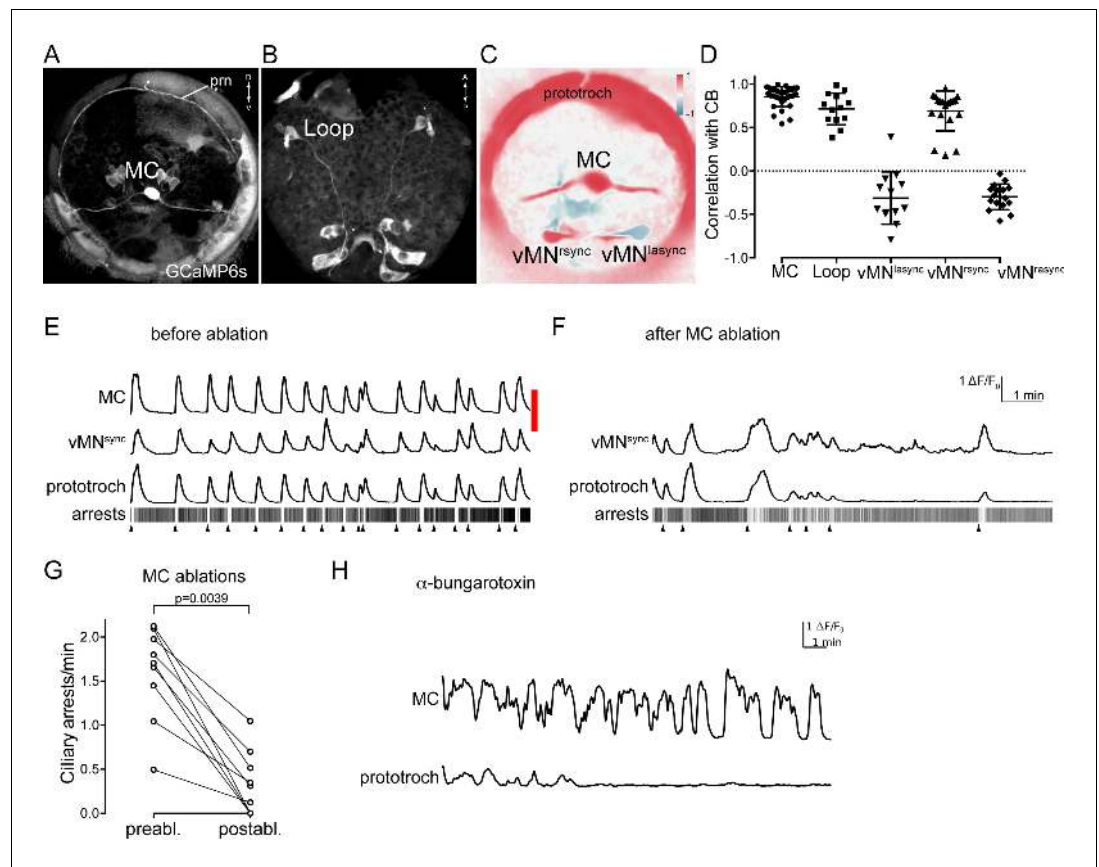 A
B
C
D
prn
MC
GCaMP6s
Loop
prototroch
MC
vMNrsync
vMNlasync
1
-1
Correlation with CB
1.0
0.5
0.0
-0.5
-1.0
MC Loop vMNlasync vMNrsync vMNrasync
E before ablation
MC
vMNsync
prototroch
arrests
F after MC ablation
1 ΔF/F0
1 min
vMNsync
prototroch
arrests
G MC ablations
p=0.0039
Ciliary arrests/min
2.0
1.5
1.0
0.5
0.0
preabl. postabl.
H α-bungarotoxin
1 ΔF/F0
1 min
MC
prototroch